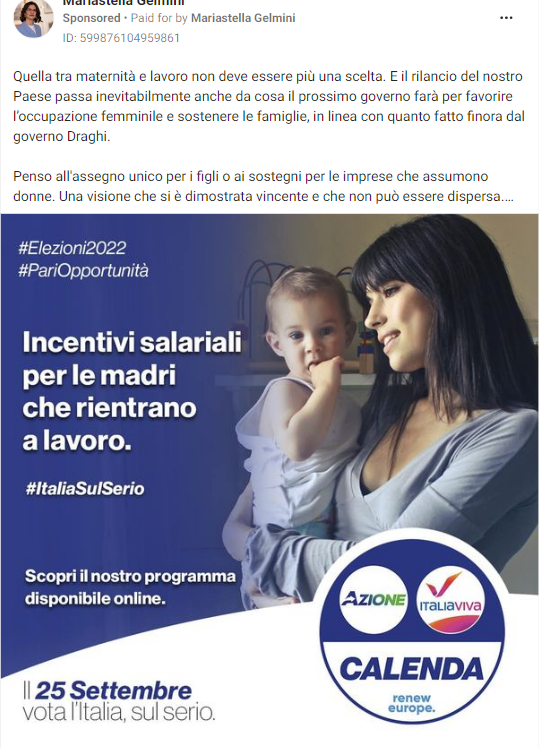 Mariastella Gelmini
Sponsored • Paid for by Mariastella Gelmini
ID: 599876104959861
Quella tra maternità e lavoro non deve essere più una scelta. E il rilancio del nostro
Paese passa inevitabilmente anche da cosa il prossimo governo farà per favorire
l'occupazione femminile e sostenere le famiglie, in linea con quanto fatto finora dal
governo Draghi.
Penso all'assegno unico per i figli o ai sostegni per le imprese che assumono
donne. Una visione che si è dimostrata vincente e che non può essere dispersa....
#Elezioni2022
#PariOpportunità
Incentivi salariali
per le madri
che rientrano
a lavoro.
#ItaliaSulSerio
Scopri il nostro programma
disponibile online.
Il 25 Settembre
vota l'Italia, sul serio.
AZIONE
ITALIAVIVA
CALENDA
renew
europe.